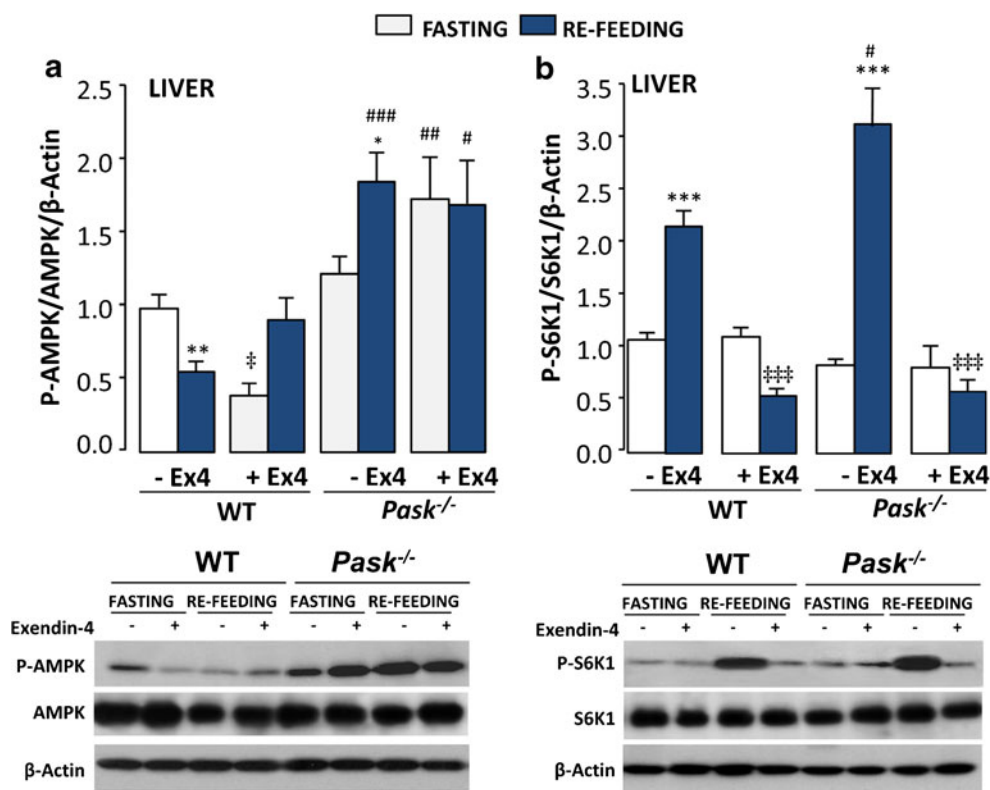 FASTING RE-FEEDING
a
LIVER
P-AMPK/AMPK/β-Actin
2.5
2.0
1.5
1.0
0.5
0.0
**
‡
###
*
##
#
- Ex4 + Ex4 - Ex4 + Ex4
WT Pask-/-
b
LIVER
P-S6K1/S6K1/β-Actin
3.5
3.0
2.5
2.0
1.5
1.0
0.5
0.0
***
‡‡‡
#
***
‡‡‡
- Ex4 + Ex4 - Ex4 + Ex4
WT Pask-/-
WT Pask-/-
FASTING RE-FEEDING FASTING RE-FEEDING
Exendin-4 - + - + - + - +
P-AMPK
AMPK
β-Actin
WT Pask-/-
FASTING RE-FEEDING FASTING RE-FEEDING
Exendin-4 - + - + - + - +
P-S6K1
S6K1
β-Actin